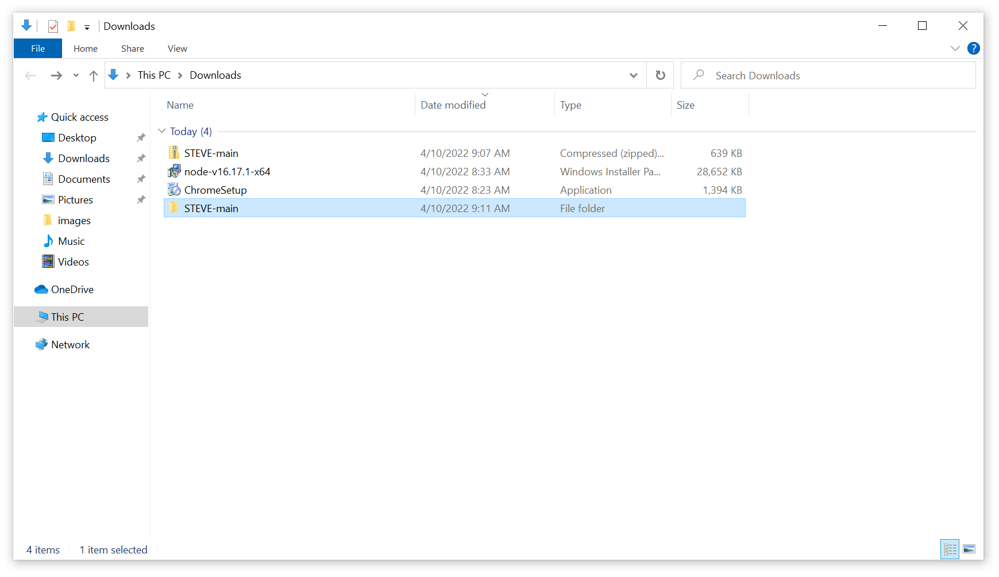 Downloads
File Home Share View ?
This PC Downloads Search Downloads
Name Date modified Type Size
Quick access
Desktop
Downloads
Documents
Pictures
images
Music
Videos
OneDrive
This PC
Network
Today (4)
STEVE-main 4/10/2022 9:07 AM Compressed (zipped)... 639 KB
node-v16.17.1-x64 4/10/2022 8:33 AM Windows Installer Pa... 28,652 KB
ChromeSetup 4/10/2022 8:23 AM Application 1,394 KB
STEVE-main 4/10/2022 9:11 AM File folder
4 items 1 item selected